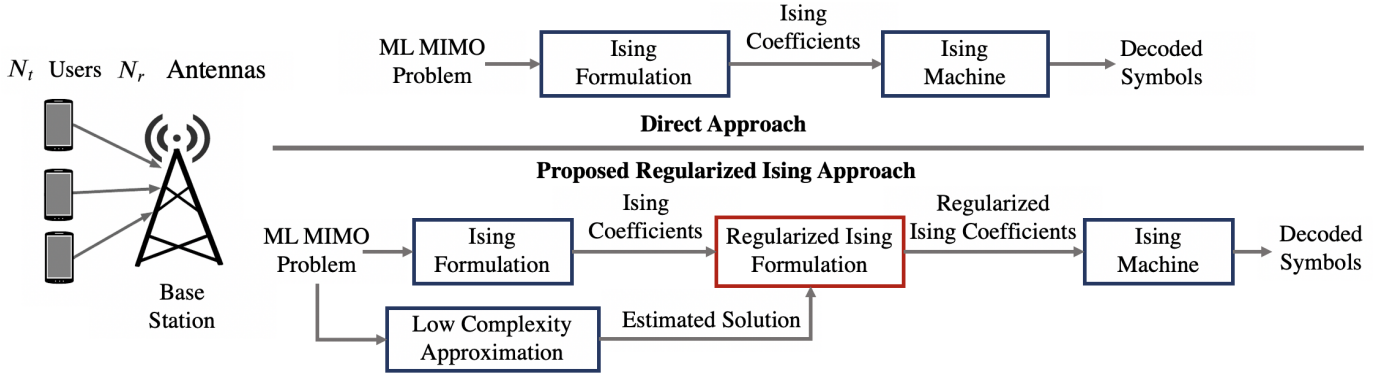 N_t Users N_r Antennas
Base
Station
ML MIMO
Problem
Ising
Formulation
Ising
Coefficients
Ising
Machine
Decoded
Symbols
Direct Approach
Proposed Regularized Ising Approach
ML MIMO
Problem
Ising
Formulation
Ising
Coefficients
Regularized Ising
Formulation
Regularized
Ising Coefficients
Ising
Machine
Decoded
Symbols
Low Complexity
Approximation
Estimated Solution